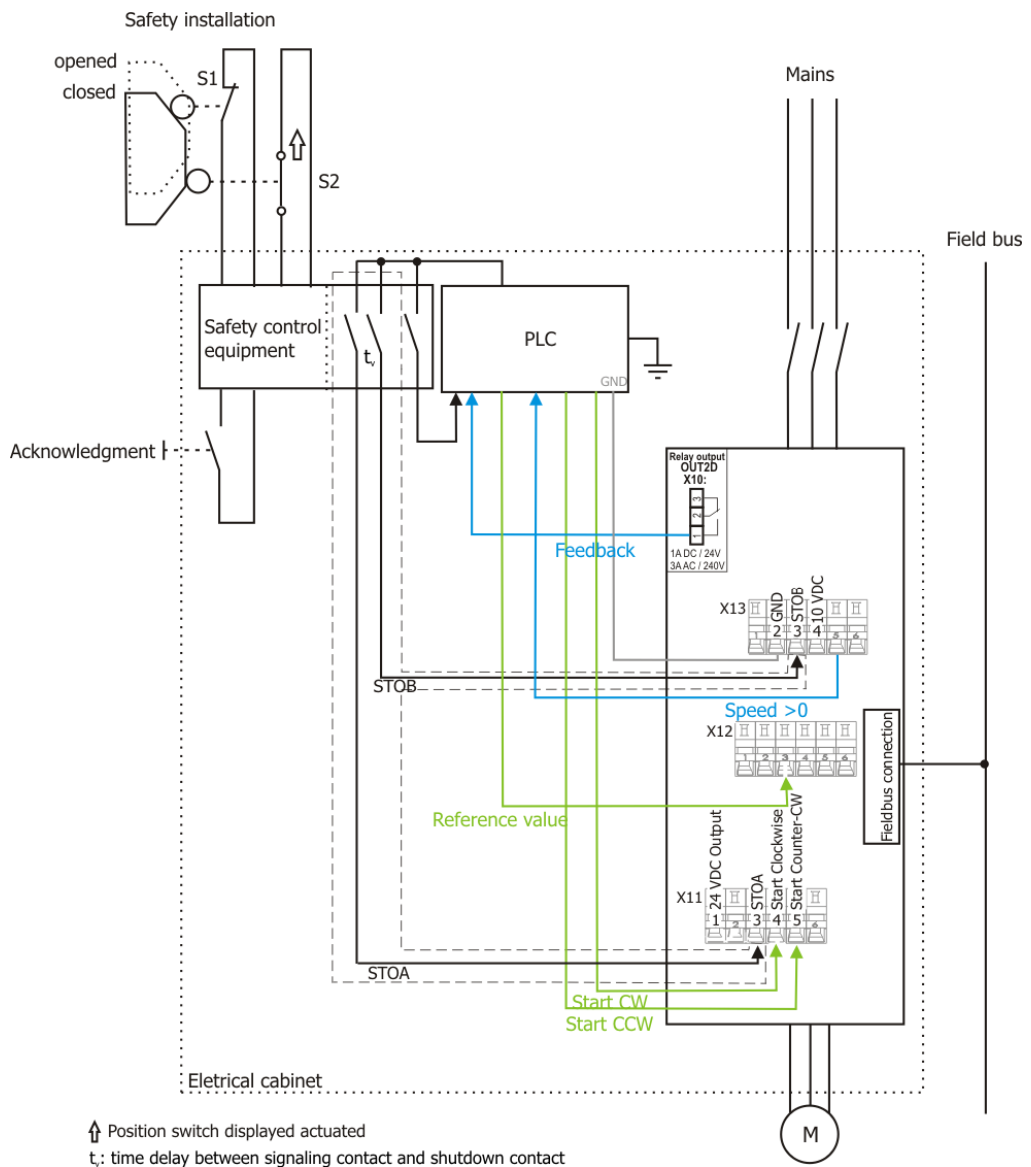 Safety installation
opened
closed
S1
S2
Mains
Field bus
Safety control
equipment
tv
PLC
GND
Acknowledgment
Relay output
OUT2D
X10:
3
2
1
1A DC / 24V
3A AC / 240V
Feedback
X13
GND
STOB
10 VDC
1 2 3 4 5 6
STOB
Speed >0
X12
1 2 3 4 5 6
Reference value
Fieldbus connection
X11
24 VDC Output
STOA
Start Clockwise
Start Counter-CW
1 2 3 4 5 6
STOA
Start CW
Start CCW
Eletrical cabinet
M
Position switch displayed actuated
tv: time delay between signaling contact and shutdown contact